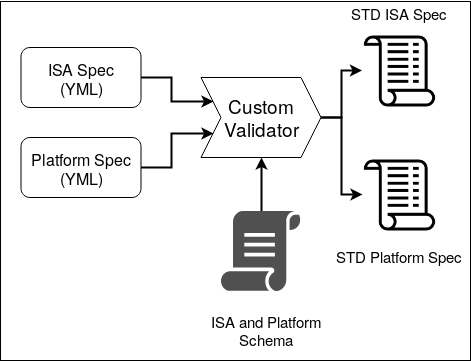 STD ISA Spec
ISA Spec
(YML)
Custom
Validator
Platform Spec
(YML)
STD Platform Spec
ISA and Platform
Schema